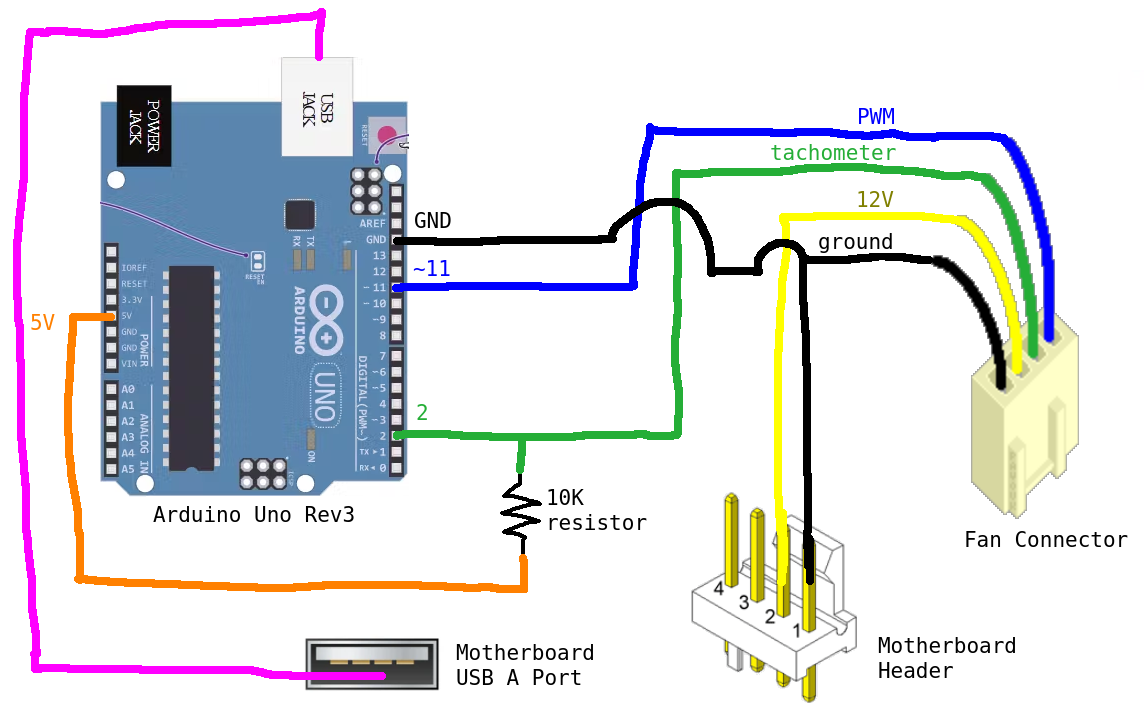 POWER
JACK
USB
JACK
RESET
AREF
GND
13
12
~11
~10
~9
8
7
~6
~5
4
~3
2
TX▸1
RX◂0
DIGITAL(PWM~)
IOREF
RESET
3.3V
5V
GND
GND
VIN
POWER
A0
A1
A2
A3
A4
A5
ANALOG IN
RESET
EN
RX
TX
L
ARDUINO
UNO
ON
ICSP
5V
GND
~11
2
PWM
tachometer
12V
ground
10K
resistor
Arduino Uno Rev3
Fan Connector
4
3
2
1
Motherboard
USB A Port
Motherboard
Header